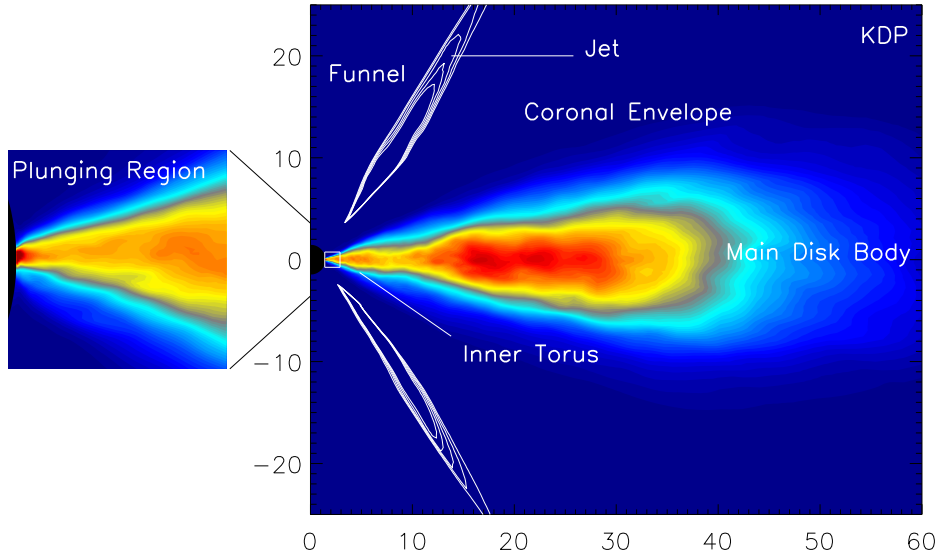 KDP
20
Jet
Funnel
Coronal Envelope
10
Plunging Region
0
Main Disk Body
Inner Torus
−10
−20
0 10 20 30 40 50 60